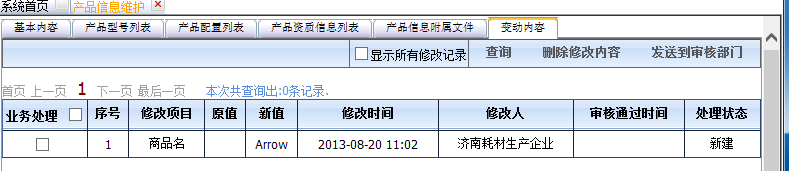 系统首页 产品信息维护
基本内容 产品型号列表 产品配置列表 产品资质信息列表 产品信息附属文件 变动内容
显示所有修改记录 查询 删除修改内容 发送到审核部门
首页 上一页 1 下一页 最后一页 本次共查询出:0条记录.
业务处理 序号 修改项目 原值 新值 修改时间 修改人 审核通过时间 处理状态
1 商品名 Arrow 2013-08-20 11:02 济南耗材生产企业 新建